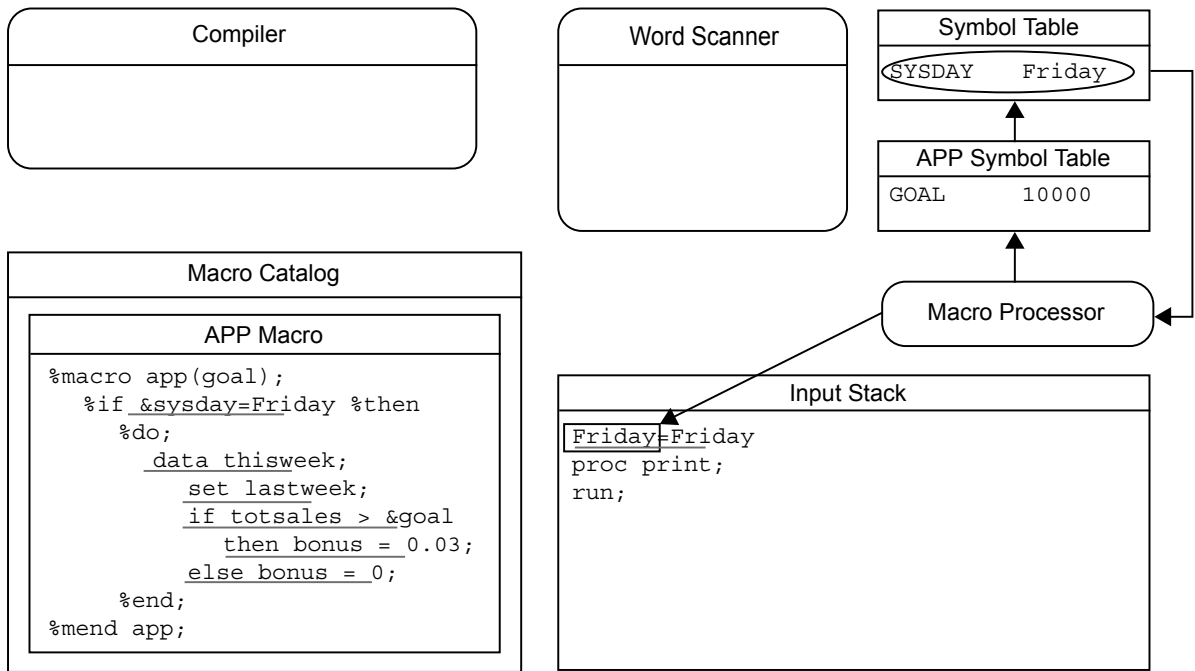 Compiler
Word Scanner
Symbol Table
SYSDAY Friday
APP Symbol Table
GOAL 10000
Macro Processor
Macro Catalog
APP Macro
%macro app(goal);
%if &sysday=Friday %then
%do;
data thisweek;
set lastweek;
if totsales > &goal
then bonus = 0.03;
else bonus = 0;
%end;
%mend app;
Input Stack
Friday=Friday
proc print;
run;